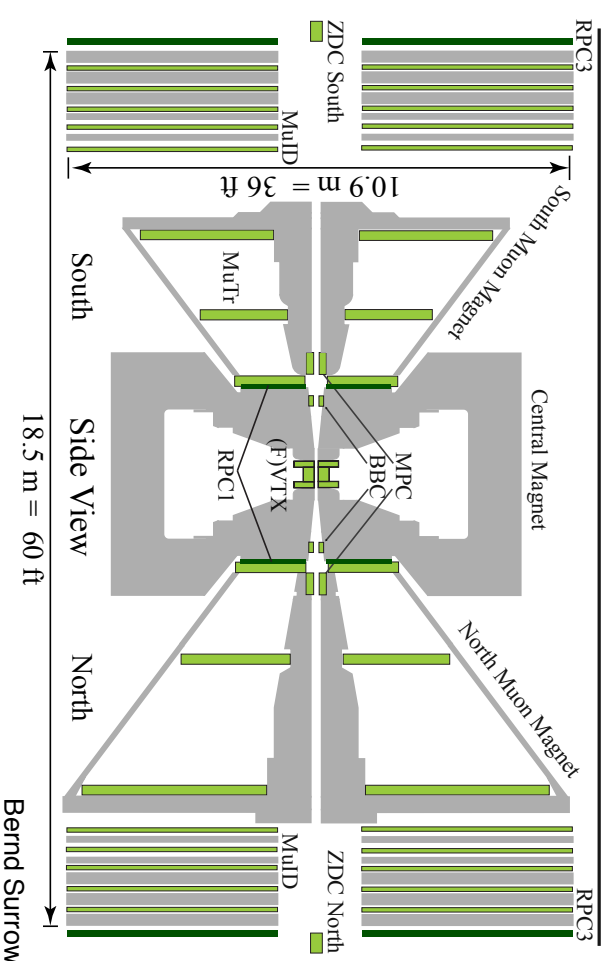 RPC3
South Muon Magnet
Central Magnet
North Muon Magnet
RPC3
ZDC South
10.9 m = 36 ft
MPC
BBC
ZDC North
MuID
MuTr
(F)VTX
RPC1
MuID
South
Side View
North
18.5 m = 60 ft
Bernd Surrow